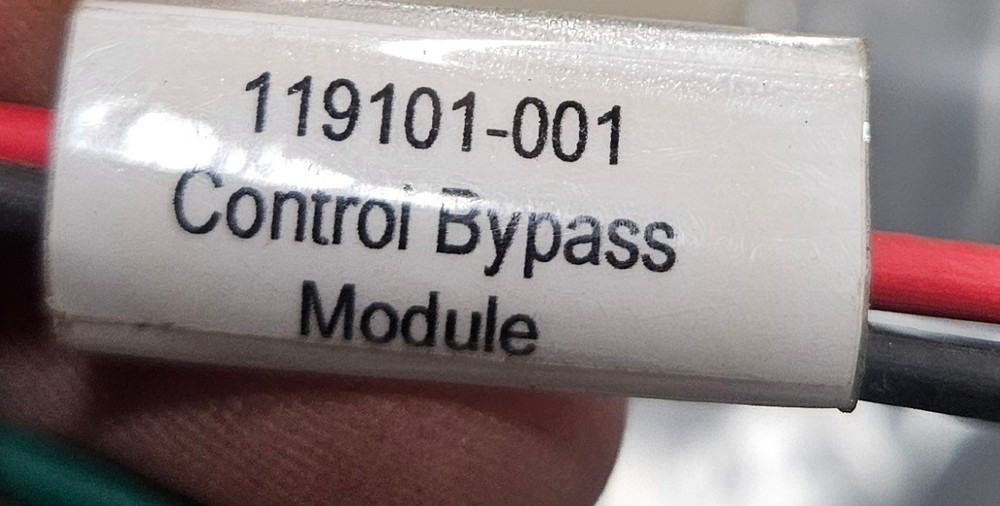 119101-001
Control Bypass
Module